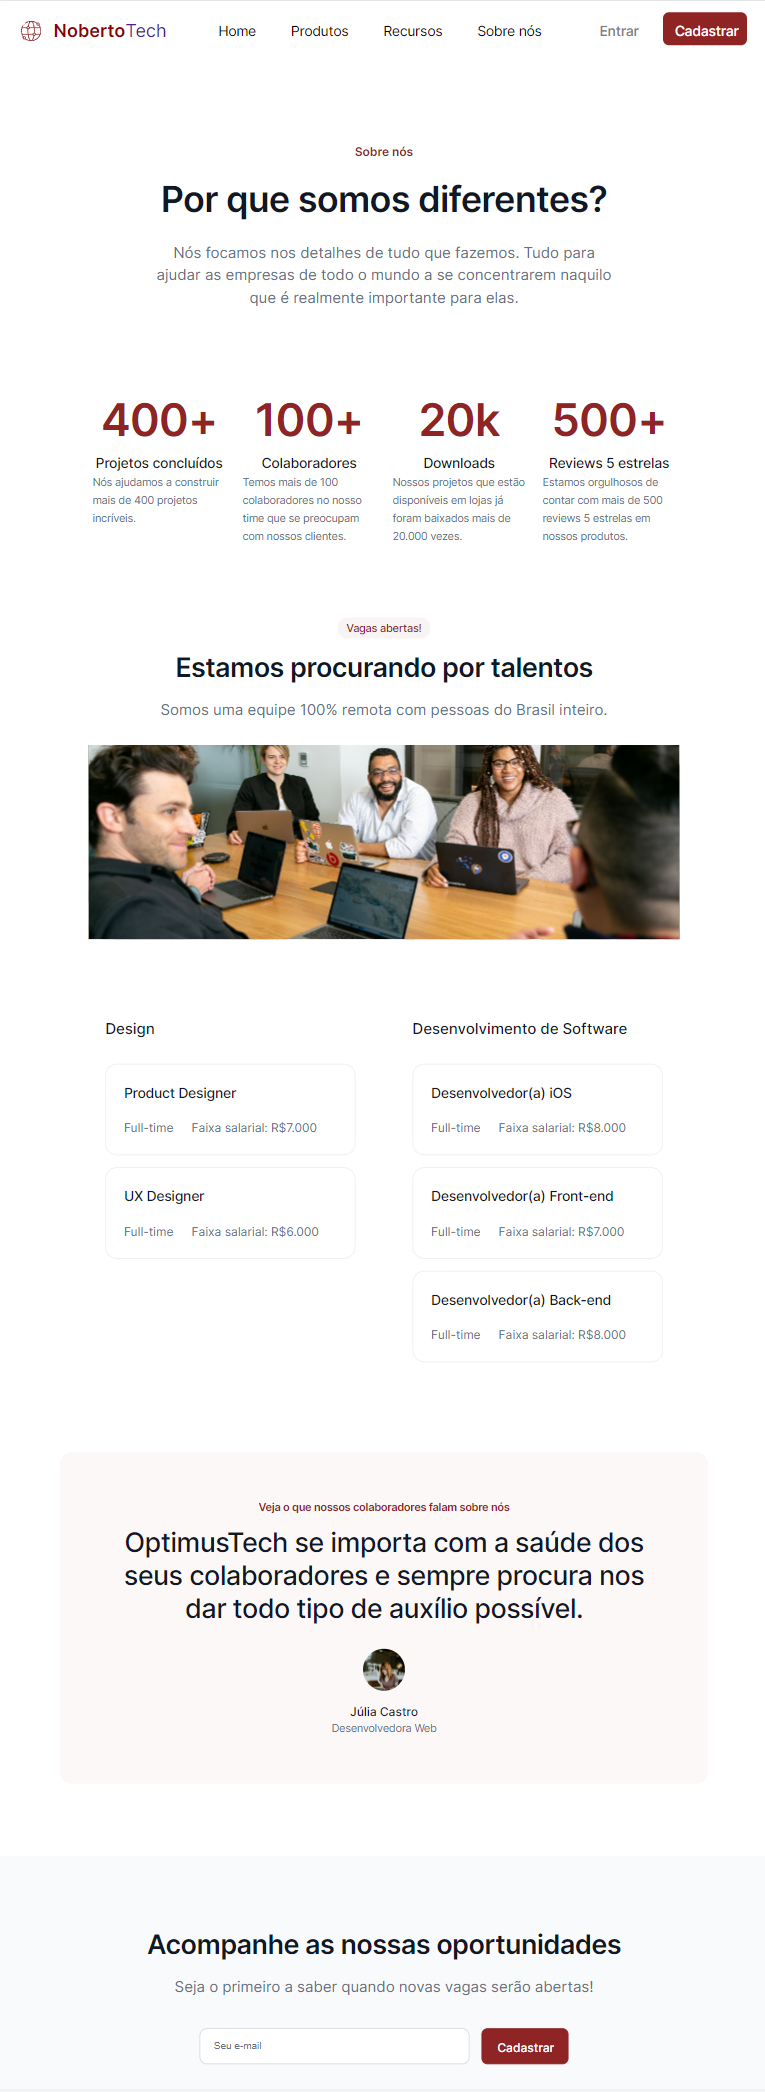 NobertoTech
Home
Produtos
Recursos
Sobre nós
Entrar
Cadastrar
Sobre nós
Por que somos diferentes?
Nós focamos nos detalhes de tudo que fazemos. Tudo para
ajudar as empresas de todo o mundo a se concentrarem naquilo
que é realmente importante para elas.
400+
Projetos concluídos
Nós ajudamos a construir
mais de 400 projetos
incríveis.
100+
Colaboradores
Temos mais de 100
colaboradores no nosso
time que se preocupam
com nossos clientes.
20k
Downloads
Nossos projetos que estão
disponíveis em lojas já
foram baixados mais de
20.000 vezes.
500+
Reviews 5 estrelas
Estamos orgulhosos de
contar com mais de 500
reviews 5 estrelas em
nossos produtos.
Vagas abertas!
Estamos procurando por talentos
Somos uma equipe 100% remota com pessoas do Brasil inteiro.
Design
Product Designer
Full-time Faixa salarial: R$7.000
UX Designer
Full-time Faixa salarial: R$6.000
Desenvolvimento de Software
Desenvolvedor(a) iOS
Full-time Faixa salarial: R$8.000
Desenvolvedor(a) Front-end
Full-time Faixa salarial: R$7.000
Desenvolvedor(a) Back-end
Full-time Faixa salarial: R$8.000
Veja o que nossos colaboradores falam sobre nós
OptimusTech se importa com a saúde dos
seus colaboradores e sempre procura nos
dar todo tipo de auxílio possível.
Júlia Castro
Desenvolvedora Web
Acompanhe as nossas oportunidades
Seja o primeiro a saber quando novas vagas serão abertas!
Seu e-mail
Cadastrar